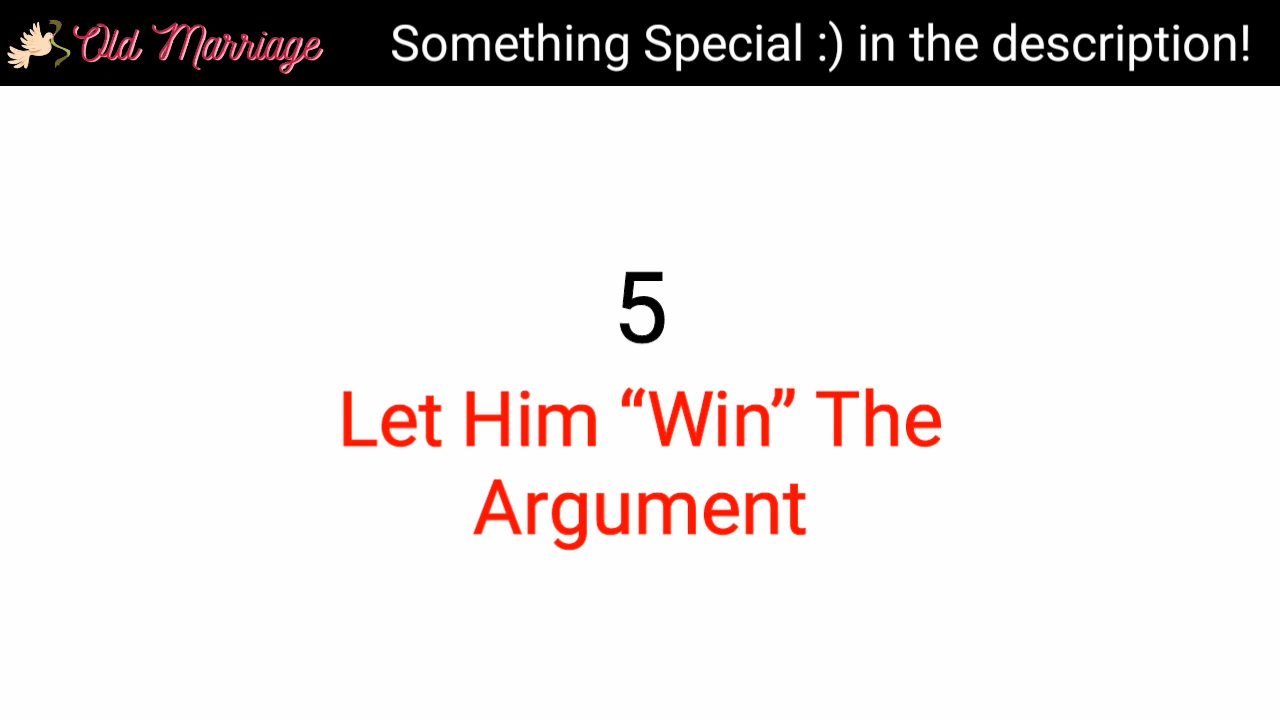 Old Marriage
Something Special :) in the description!
5
Let Him “Win” The
Argument